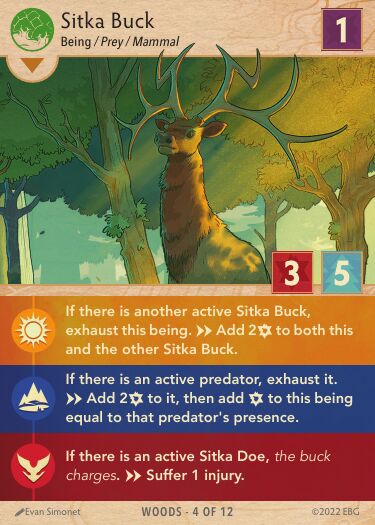 Sitka Buck
Being / Prey / Mammal
1
3 5
If there is another active Sitka Buck,
exhaust this being. Add 2 to both this
and the other Sitka Buck.
If there is an active predator, exhaust it.
Add 2 to it, then add to this being
equal to that predator's presence.
If there is an active Sitka Doe, the buck
charges. Suffer 1 injury.
Evan Simonet WOODS - 4 OF 12 ©2022 EBG